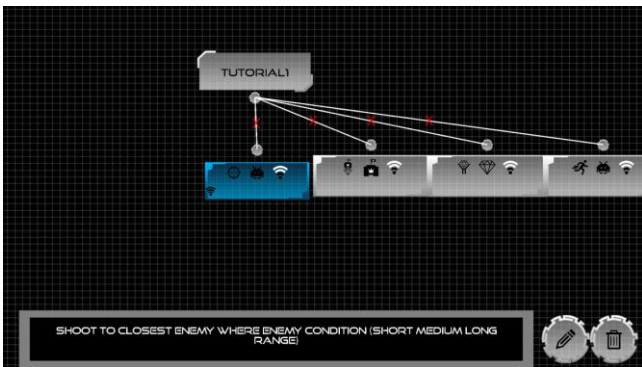 TUTORIAL1
SHOOT TO CLOSEST ENEMY WHERE ENEMY CONDITION (SHORT MEDIUM LONG
RANGE)